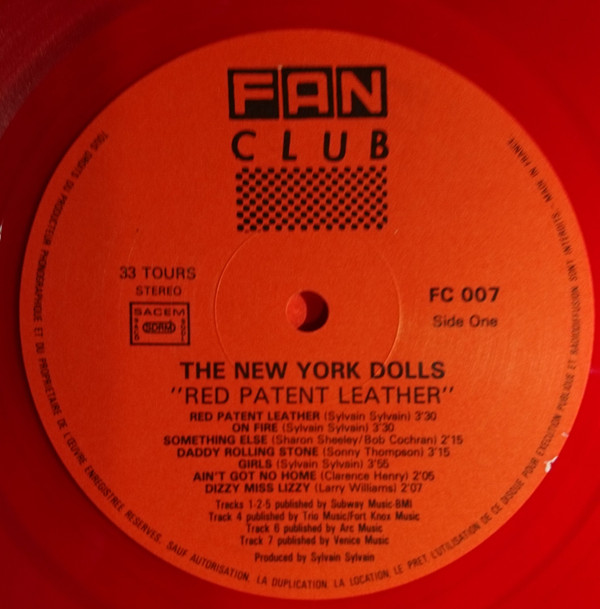 FAN
CLUB
33 TOURS
STEREO
SACEM
SDRM
FC 007
Side One
THE NEW YORK DOLLS
"RED PATENT LEATHER"
RED PATENT LEATHER (Sylvain Sylvain) 3'30
ON FIRE (Sylvain Sylvain) 3'30
SOMETHING ELSE (Sharon Sheeley/Bob Cochran) 2'15
DADDY ROLLING STONE (Sonny Thompson) 3'15
GIRLS (Sylvain Sylvain) 3'55
AIN'T GOT NO HOME (Clarence Henry) 2'05
DIZZY MISS LIZZY (Larry Williams) 2'07
Tracks 1-2-5 published by Subway Music-BMI
Track 4 published by Trio Music/Fort Knox Music
Track 6 published by Arc Music
Track 7 published by Venice Music
Produced by Sylvain Sylvain
TOUS DROITS DU PRODUCTEUR PHONOGRAPHIQUE ET DU PROPRIETAIRE DE L'ŒUVRE ENREGISTREE RESERVES. SAUF AUTORISATION, LA DUPLICATION, LA LOCATION, LE PRET, L'UTILISATION DE CE DISQUE POUR EXECUTION PUBLIQUE ET RADIODIFFUSION SONT INTERDITS. MADE IN FRANCE.